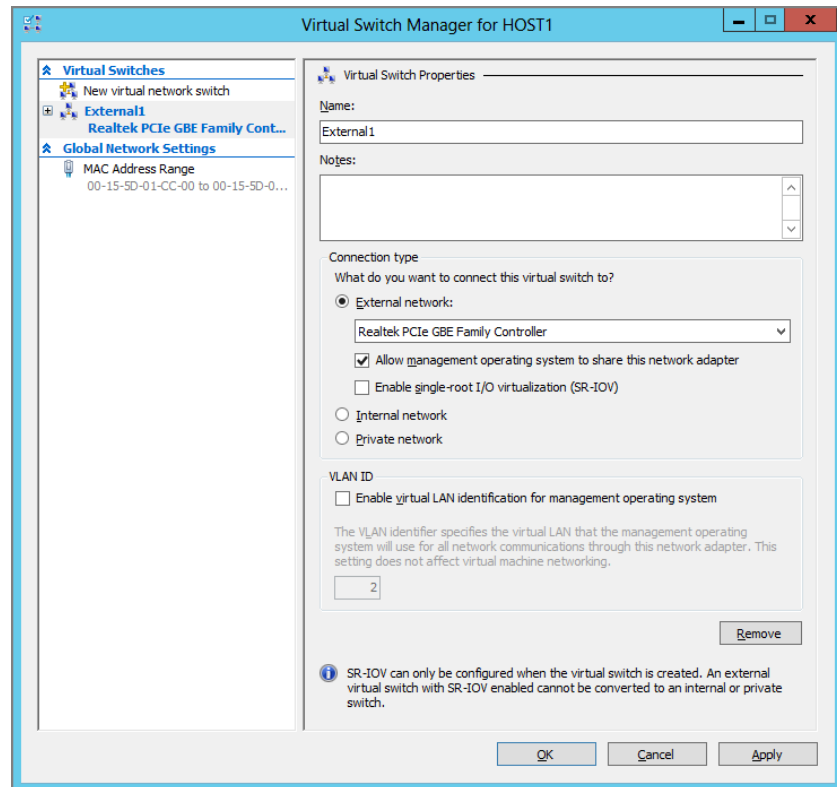 Virtual Switch Manager for HOST1
Virtual Switches
New virtual network switch
External1
Realtek PCIe GBE Family Cont...
Global Network Settings
MAC Address Range
00-15-5D-01-CC-00 to 00-15-5D-0...
Virtual Switch Properties
Name:
External1
Notes:
Connection type
What do you want to connect this virtual switch to?
External network:
Realtek PCIe GBE Family Controller
Allow management operating system to share this network adapter
Enable single-root I/O virtualization (SR-IOV)
Internal network
Private network
VLAN ID
Enable virtual LAN identification for management operating system
The VLAN identifier specifies the virtual LAN that the management operating
system will use for all network communications through this network adapter. This
setting does not affect virtual machine networking.
2
Remove
SR-IOV can only be configured when the virtual switch is created. An external
virtual switch with SR-IOV enabled cannot be converted to an internal or private
switch.
OK Cancel Apply